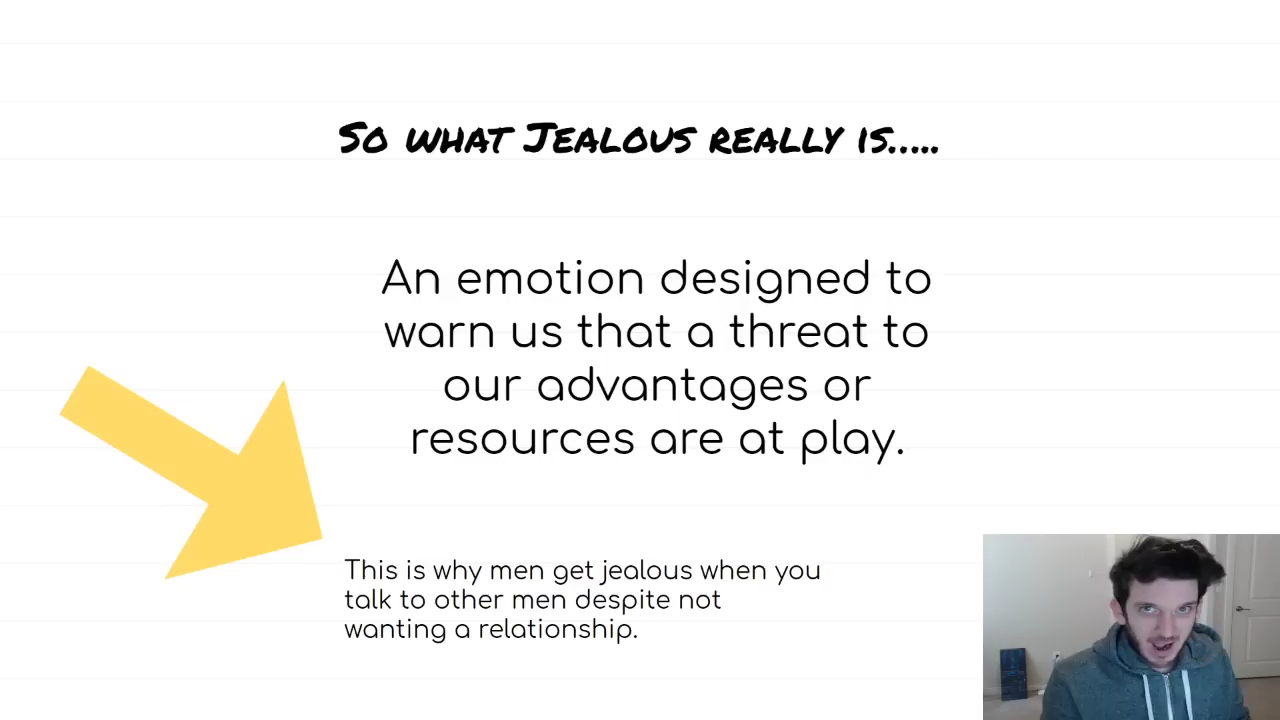 So what Jealous really is.....
An emotion designed to
warn us that a threat to
our advantages or
resources are at play.
This is why men get jealous when you
talk to other men despite not
wanting a relationship.